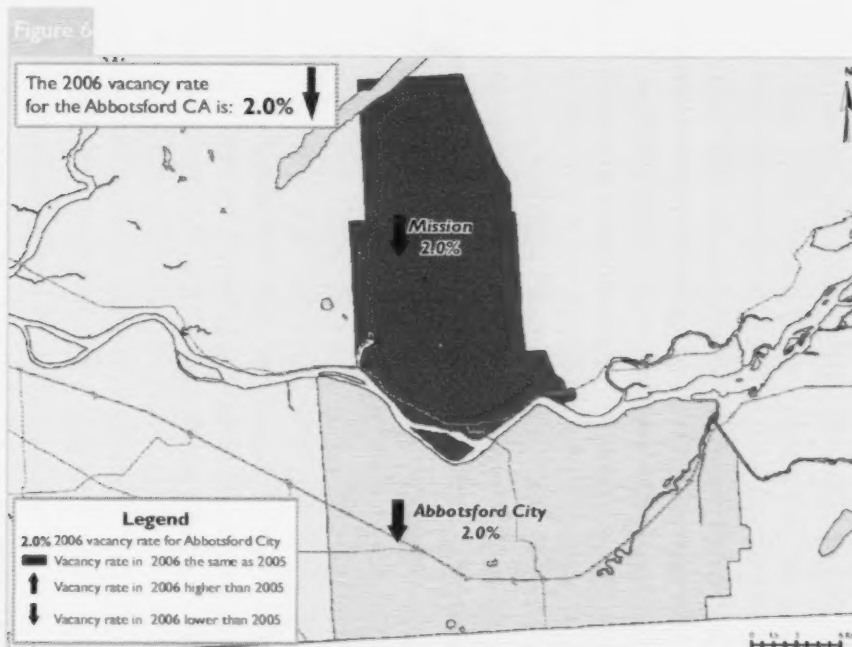 Figure 6
The 2006 vacancy rate
for the Abbotsford CA is: 2.0%
N
Mission
2.0%
Abbotsford City
2.0%
Legend
2.0% 2006 vacancy rate for Abbotsford City
Vacancy rate in 2006 the same as 2005
Vacancy rate in 2006 higher than 2005
Vacancy rate in 2006 lower than 2005